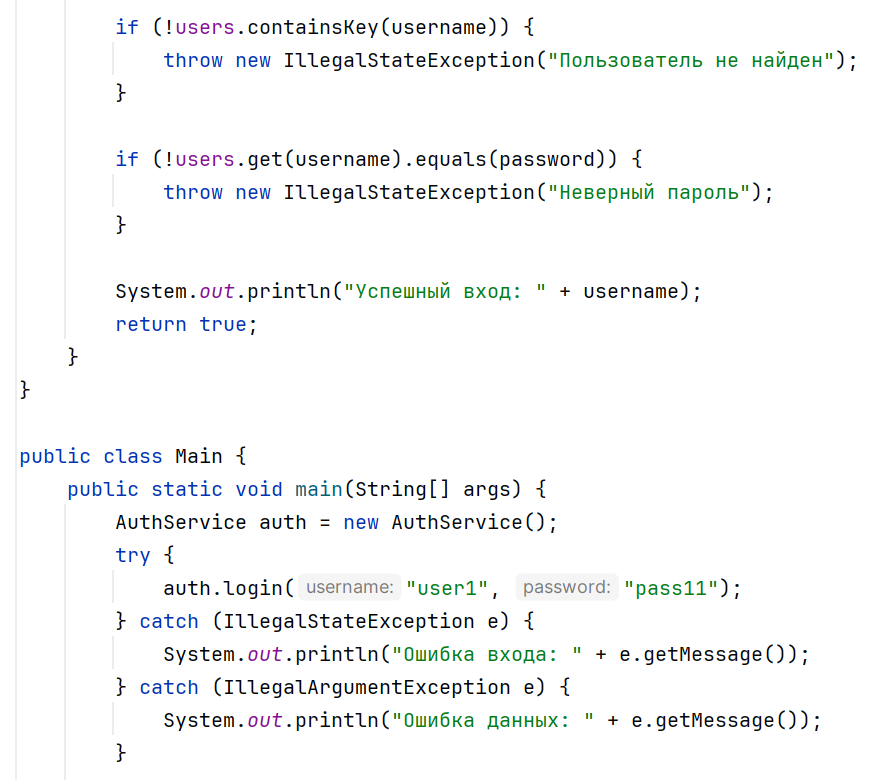 if (!users.containsKey(username)) {
throw new IllegalStateException("Пользователь не найден");
}
if (!users.get(username).equals(password)) {
throw new IllegalStateException("Неверный пароль");
}
System.out.println("Успешный вход: " + username);
return true;
}
}
public class Main {
public static void main(String[] args) {
AuthService auth = new AuthService();
try {
auth.login( username: "user1", password: "pass11");
} catch (IllegalStateException e) {
System.out.println("Ошибка входа: " + e.getMessage());
} catch (IllegalArgumentException e) {
System.out.println("Ошибка данных: " + e.getMessage());
}